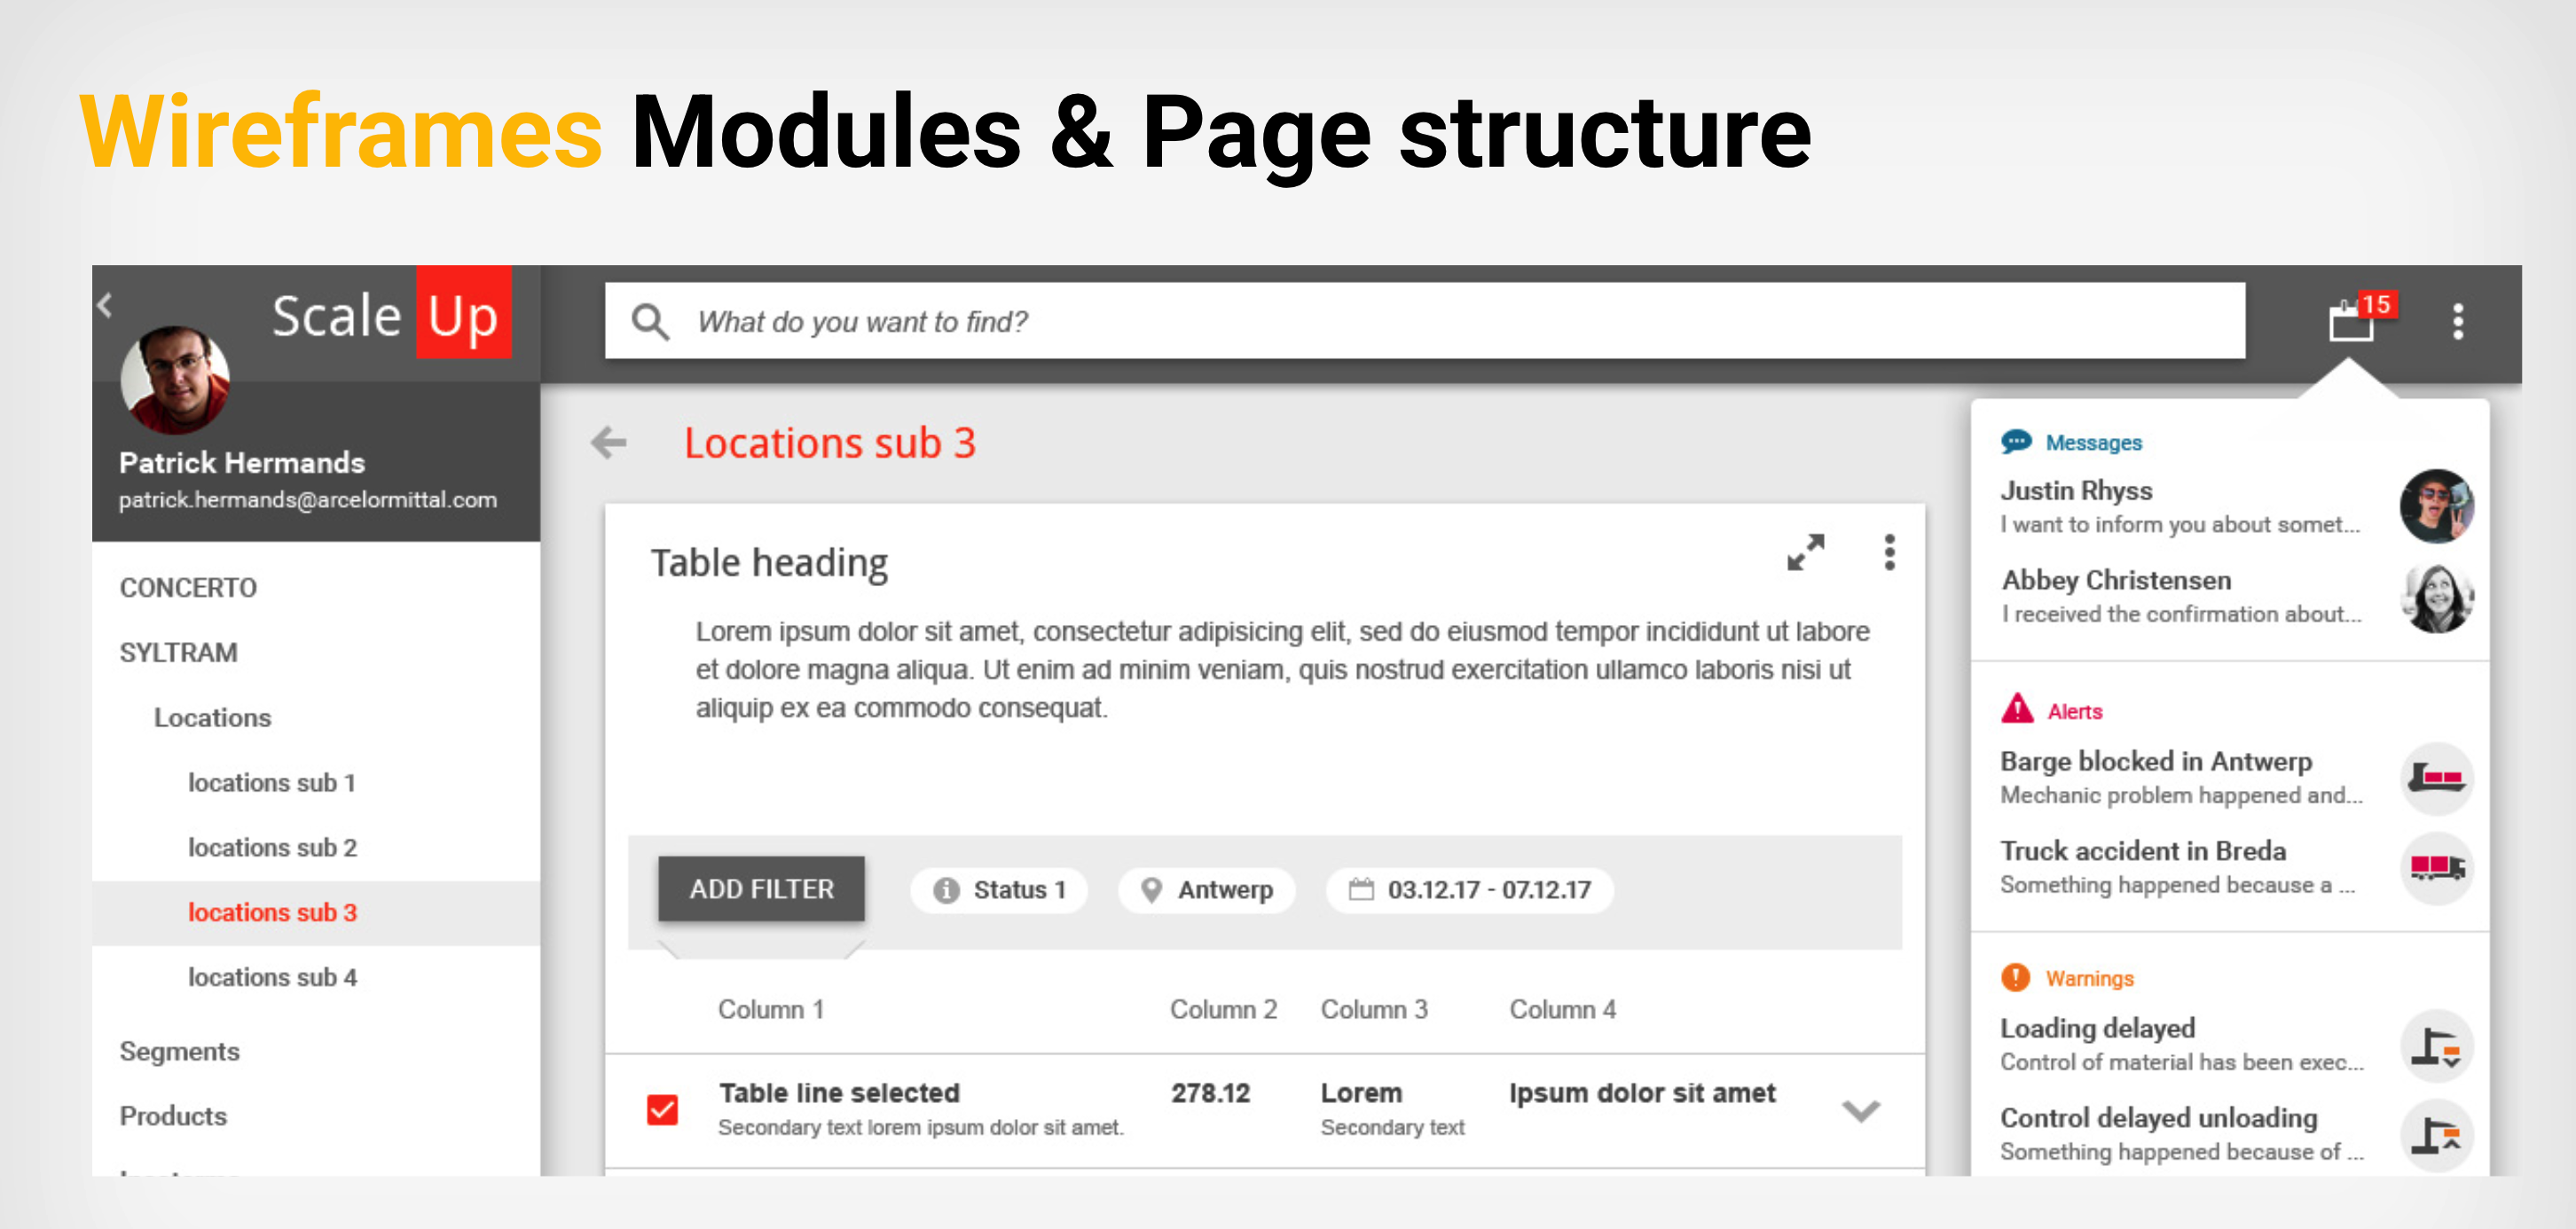 Wireframes Modules & Page structure
Scale Up
Patrick Hermands
patrick.hermands@arcelormittal.com
CONCERTO
SYLTRAM
Locations
locations sub 1
locations sub 2
locations sub 3
locations sub 4
Segments
Products
What do you want to find?
15
Locations sub 3
Table heading
Lorem ipsum dolor sit amet, consectetur adipisicing elit, sed do eiusmod tempor incididunt ut labore
et dolore magna aliqua. Ut enim ad minim veniam, quis nostrud exercitation ullamco laboris nisi ut
aliquip ex ea commodo consequat.
ADD FILTER Status 1 Antwerp 03.12.17 - 07.12.17
Column 1 Column 2 Column 3 Column 4
Table line selected 278.12 Lorem Ipsum dolor sit amet
Secondary text lorem ipsum dolor sit amet. Secondary text
Messages
Justin Rhyss
I want to inform you about somet...
Abbey Christensen
I received the confirmation about...
Alerts
Barge blocked in Antwerp
Mechanic problem happened and...
Truck accident in Breda
Something happened because a ...
Warnings
Loading delayed
Control of material has been exec...
Control delayed unloading
Something happened because of ...